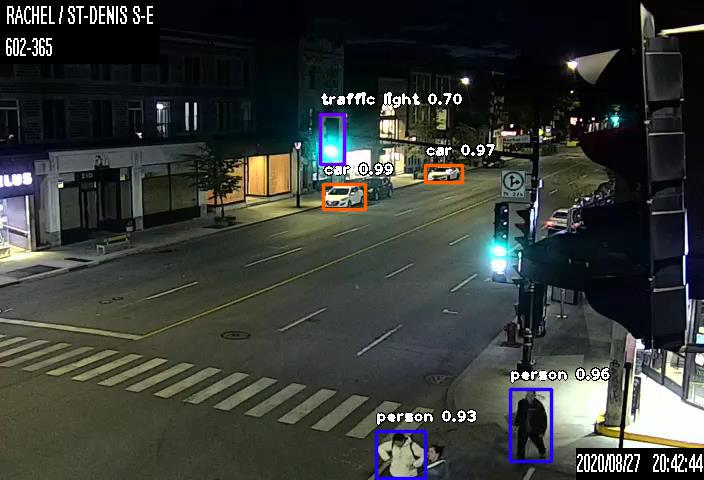 RACHEL / ST-DENIS S-E
602-365
traffic light 0.70
car 0.97
car 0.99
210
person 0.96
person 0.93
2020/08/27 20:42:44